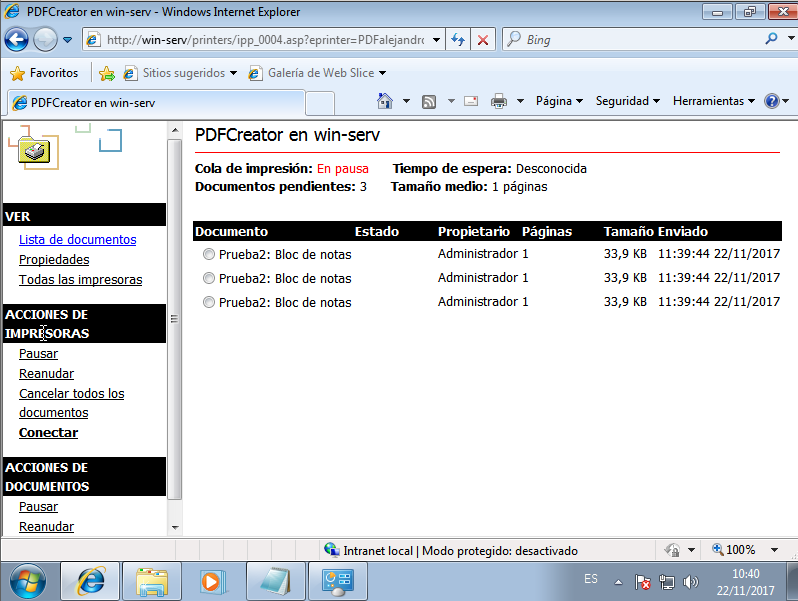 PDFCreator en win-serv - Windows Internet Explorer
http://win-serv/printers/ipp_0004.asp?eprinter=PDFalejandro
Bing
Favoritos Sitios sugeridos Galería de Web Slice
PDFCreator en win-serv
Página Seguridad Herramientas
PDFCreator en win-serv
Cola de impresión: En pausa Tiempo de espera: Desconocida
Documentos pendientes: 3 Tamaño medio: 1 páginas
VER
Lista de documentos
Propiedades
Todas las impresoras
ACCIONES DE
IMPRESORAS
Pausar
Reanudar
Cancelar todos los
documentos
Conectar
ACCIONES DE
DOCUMENTOS
Pausar
Reanudar
Documento Estado Propietario Páginas Tamaño Enviado
Prueba2: Bloc de notas Administrador 1 33,9 KB 11:39:44 22/11/2017
Prueba2: Bloc de notas Administrador 1 33,9 KB 11:39:44 22/11/2017
Prueba2: Bloc de notas Administrador 1 33,9 KB 11:39:44 22/11/2017
Intranet local | Modo protegido: desactivado
100%
ES
10:40
22/11/2017